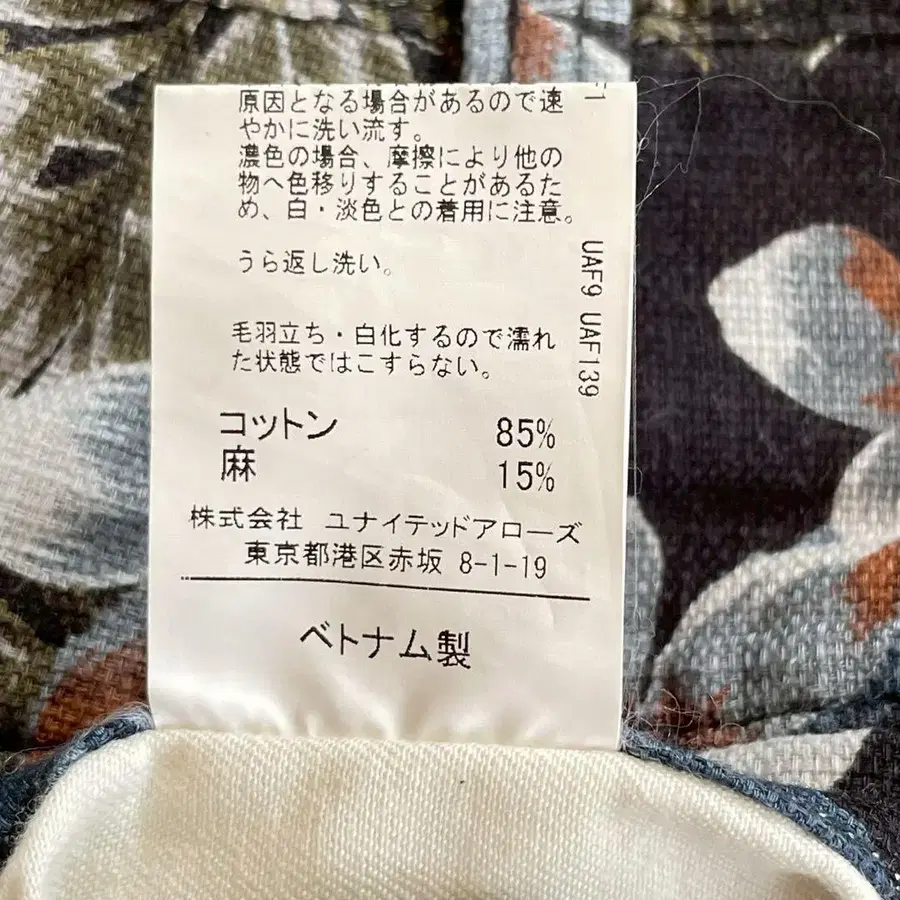 原因となる場合があるので速
やかに洗い流す。
濃色の場合、摩擦により他の
物へ色移りすることがあるた
め、白・淡色との着用に注意。
うら返し洗い。
毛羽立ち・白化するので濡れ
た状態ではこすらない。
コットン 85%
麻 15%
株式会社 ユナイテッドアローズ
東京都港区赤坂 8-1-19
ベトナム製
UAF9 UAF139